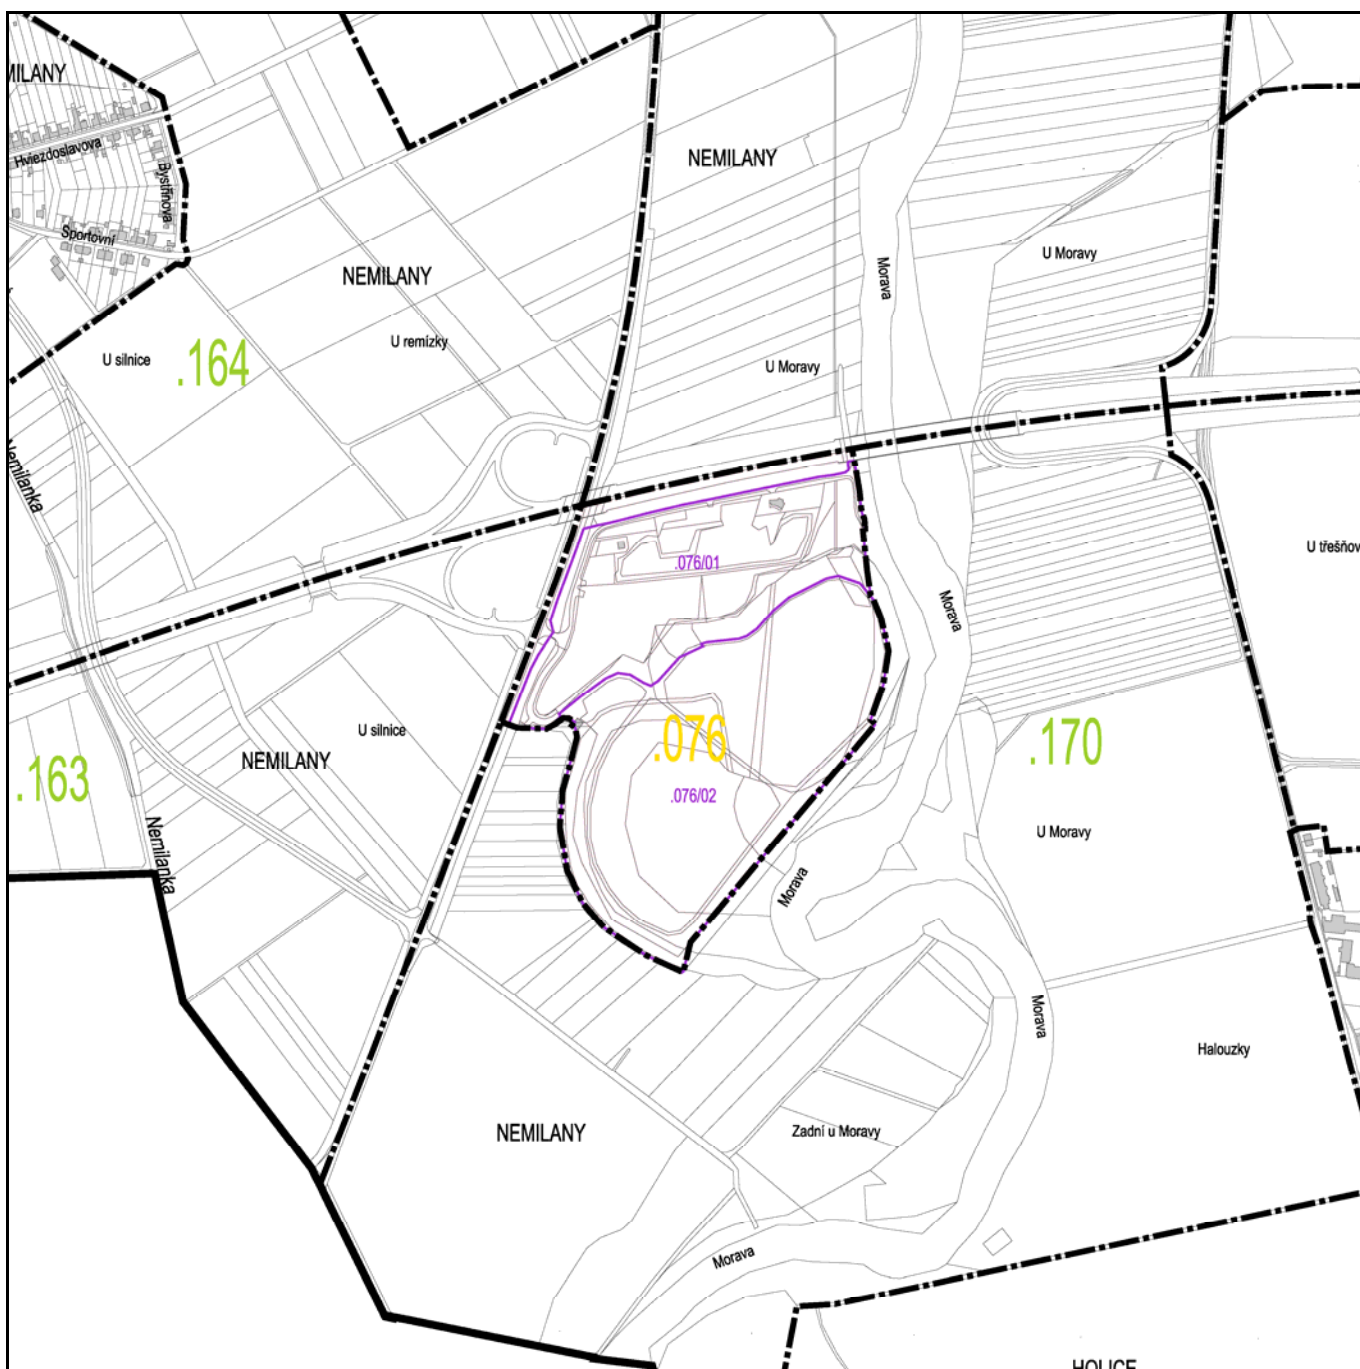 Hviezdoslavova
Bystřinova
Sportovní
NEMILANY
NEMILANY
U Moravy
Morava
U silnice
.164
U remízky
U Moravy
Nemilanka
.076/01
U třešňov
Morava
U silnice
.076
.170
NEMILANY
.163
.076/02
U Moravy
Nemilanka
Morava
Morava
Halouzky
NEMILANY
Zadní u Moravy
Morava
HOLICE